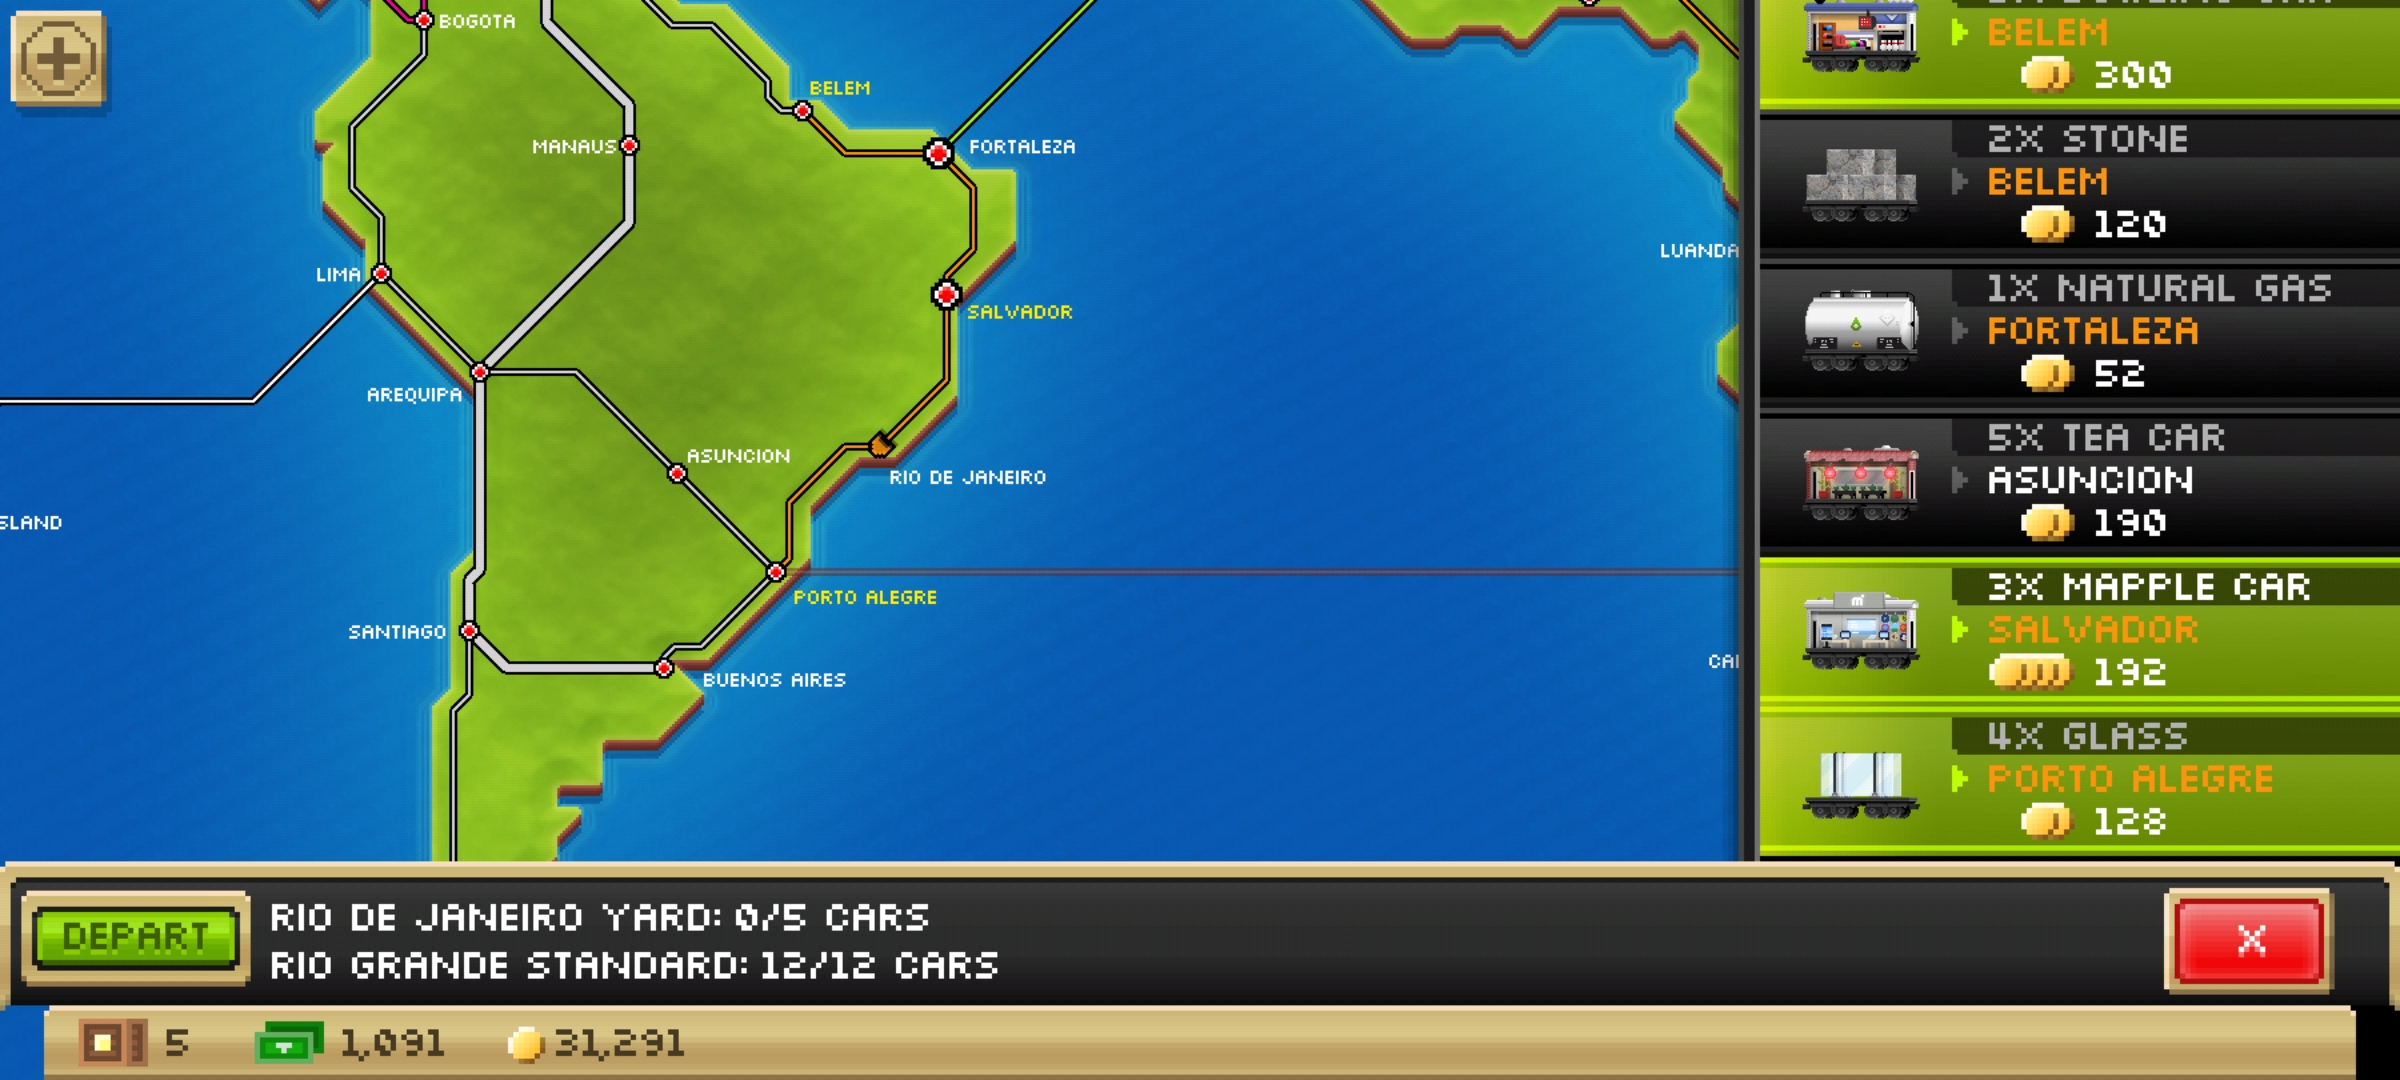 BOGOTA
BELEM
MANAUS
FORTALEZA
LIMA
SALVADOR
LUANDA
AREQUIPA
ASUNCION
RIO DE JANEIRO
SLAND
PORTO ALEGRE
SANTIAGO
BUENOS AIRES
CA
BELEM
300
2X STONE
BELEM
120
1X NATURAL GAS
FORTALEZA
52
5X TEA CAR
ASUNCION
190
3X MAPPLE CAR
m
SALVADOR
192
4X GLASS
PORTO ALEGRE
128
DEPART
RIO DE JANEIRO YARD: 0/5 CARS
RIO GRANDE STANDARD: 12/12 CARS
X
5
1,091
31,291